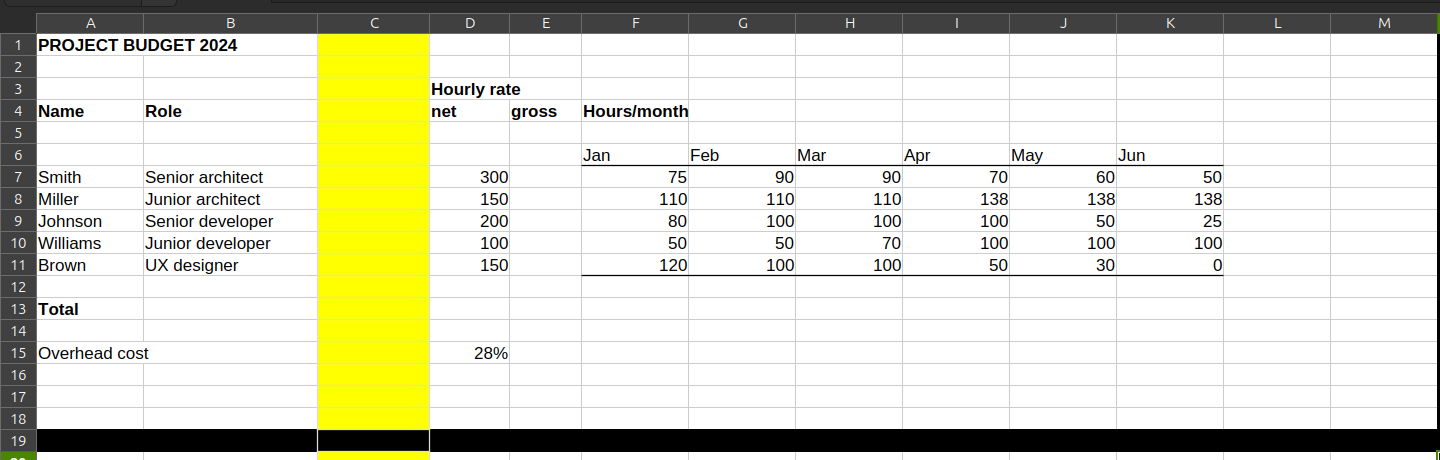 A B C D E F G H I J K L M
1 PROJECT BUDGET 2024
2
3 Hourly rate
4 Name Role net gross Hours/month
5
6 Jan Feb Mar Apr May Jun
7 Smith Senior architect 300 75 90 90 70 60 50
8 Miller Junior architect 150 110 110 110 138 138 138
9 Johnson Senior developer 200 80 100 100 100 50 25
10 Williams Junior developer 100 50 50 70 100 100 100
11 Brown UX designer 150 120 100 100 50 30 0
12
13 Total
14
15 Overhead cost 28%
16
17
18
19